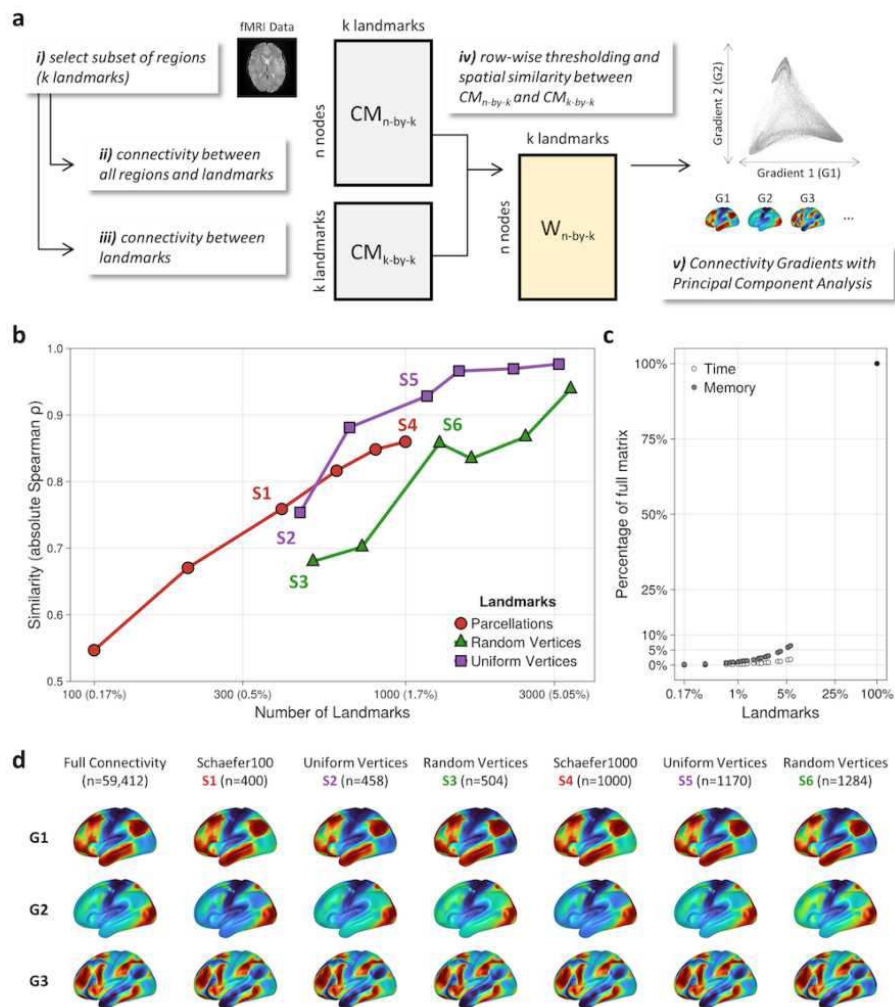 a
fMRI Data
k landmarks
i) select subset of regions
(k landmarks)
ii) connectivity between
all regions and landmarks
iii) connectivity between
landmarks
n nodes
CM n-by-k
k landmarks
CM k-by-k
iv) row-wise thresholding and
spatial similarity between
CM n-by-k and CM k-by-k
k landmarks
n nodes
W n-by-k
Gradient 2 (G2)
Gradient 1 (G1)
G1 G2 G3
...
v) Connectivity Gradients with
Principal Component Analysis
b
Similarity (absolute Spearman ρ)
1.0
0.9
0.8
0.7
0.6
0.5
S1
S2
S3
S4
S5
S6
Landmarks
Parcellations
Random Vertices
Uniform Vertices
100 (0.17%) 300 (0.5%) 1000 (1.7%) 3000 (5.05%)
Number of Landmarks
c
Time
Memory
Percentage of full matrix
100%
75%
50%
25%
10%
5%
0%
0.17% 1% 5% 25% 100%
Landmarks
d
Full Connectivity Schaefer100 Uniform Vertices Random Vertices Schaefer1000 Uniform Vertices Random Vertices
(n=59,412) S1 (n=400) S2 (n=458) S3 (n=504) S4 (n=1000) S5 (n=1170) S6 (n=1284)
G1
G2
G3